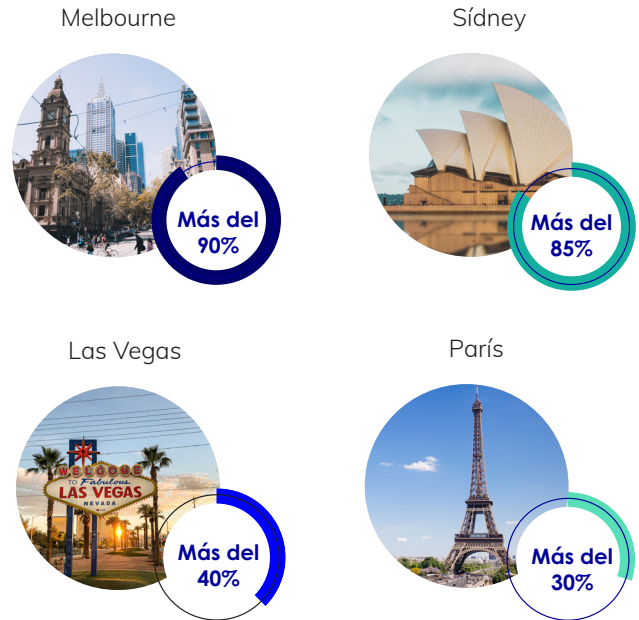 Melbourne
Sídney
Más del
90%
Más del
85%
Las Vegas
París
WELCOME
TO Fabulous
LAS VEGAS
NEVADA
Más del
40%
Más del
30%